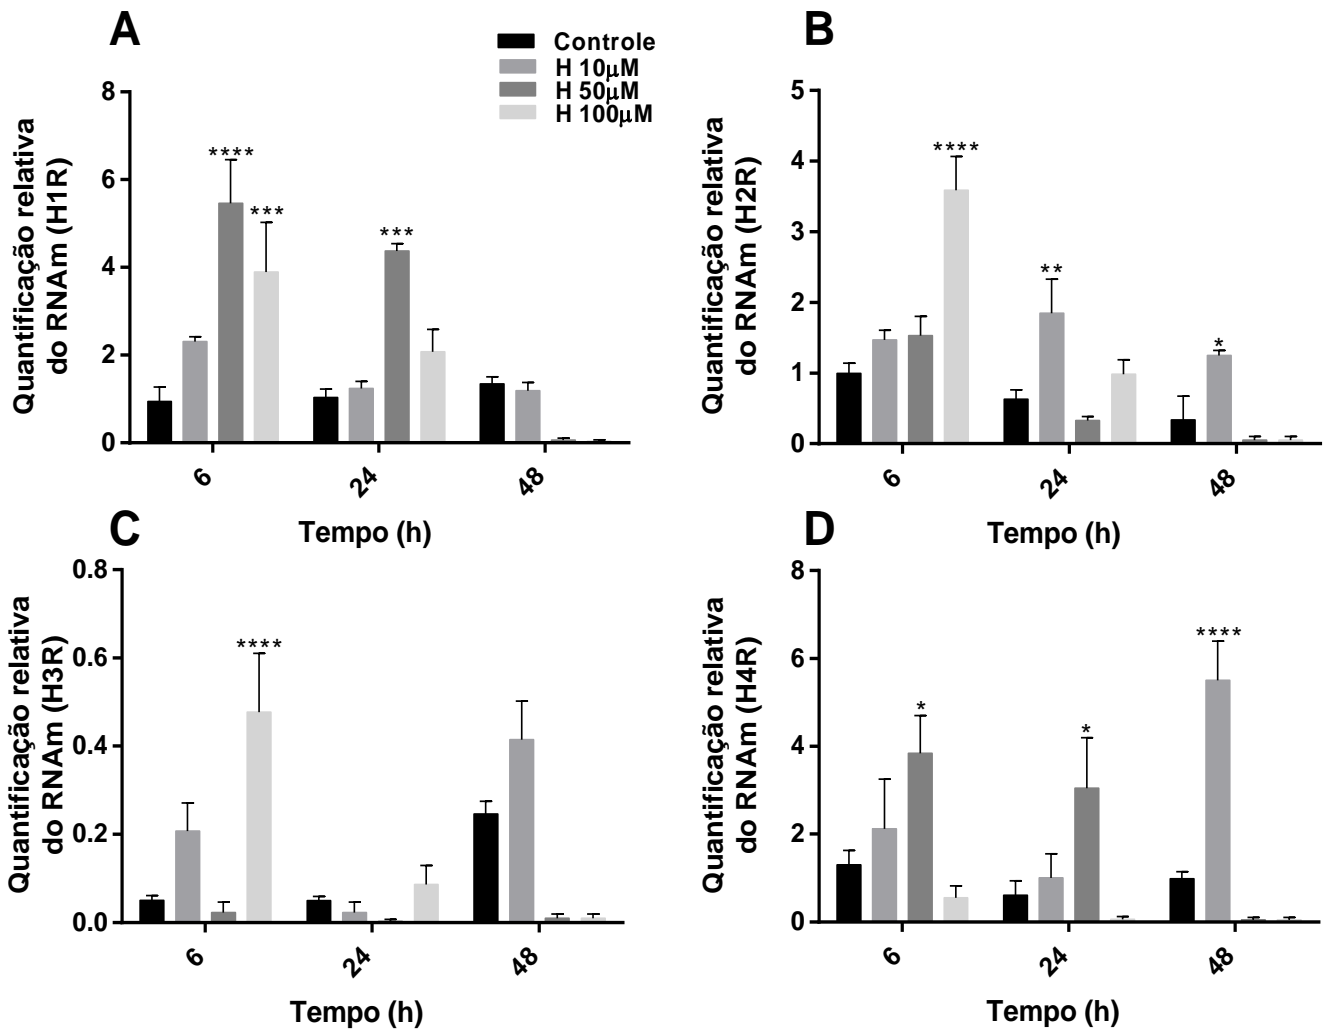 A
Controle
H 10μM
H 50μM
H 100μM
Quantificação relativa
do RNAm (H1R)
8
6
4
2
0
****
***
***
6
24
48
Tempo (h)
B
Quantificação relativa
do RNAm (H2R)
5
4
3
2
1
0
****
**
*
6
24
48
Tempo (h)
C
Quantificação relativa
do RNAm (H3R)
0.8
0.6
0.4
0.2
0.0
****
6
24
48
Tempo (h)
D
Quantificação relativa
do RNAm (H4R)
8
6
4
2
0
*
*
****
6
24
48
Tempo (h)